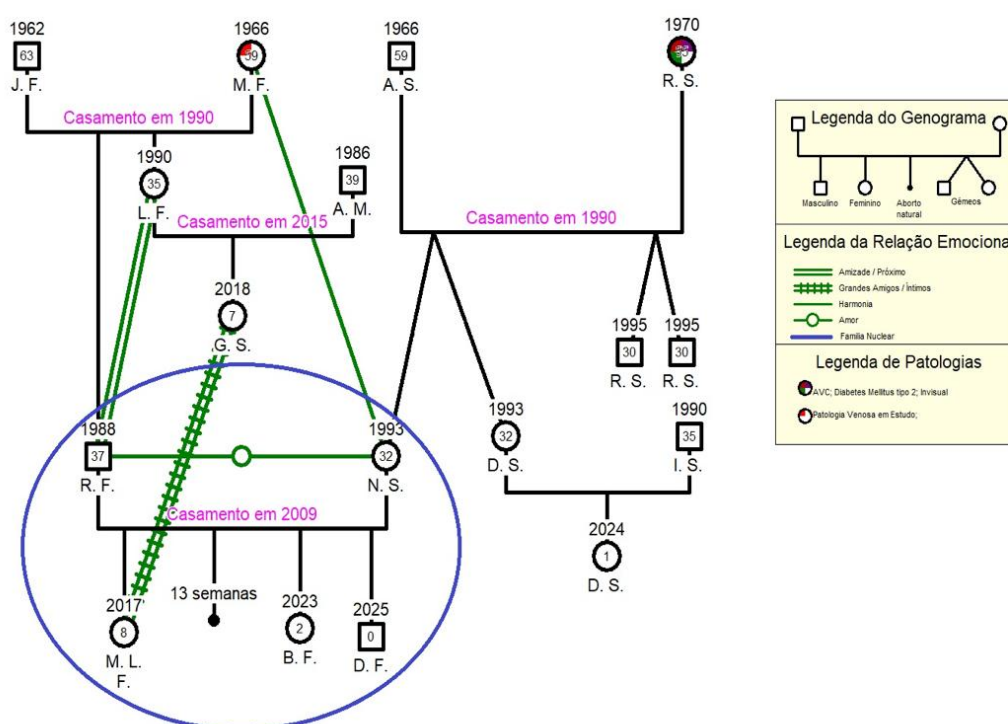 1962
63
J. F.
1966
59
M. F.
1966
59
A. S.
1970
R. S.
Casamento em 1990
1990
35
L. F.
1986
39
A. M.
Casamento em 2015
Casamento em 1990
2018
7
G. S.
1995
30
R. S.
1995
30
R. S.
1988
37
R. F.
1993
32
N. S.
1993
32
D. S.
1990
35
I. S.
Casamento em 2009
2017
8
M. L.
F.
13 semanas
2023
2
B. F.
2025
0
D. F.
2024
1
D. S.
Legenda do Genograma
Masculino
Feminino
Aborto
natural
Gémeos
Legenda da Relação Emociona
Amizade / Próximo
Grandes Amigos / Íntimos
Harmonia
Amor
Família Nuclear
Legenda de Patologias
AVC; Diabetes Mellitus tipo 2; Invisual
Patologia Venosa em Estudo;